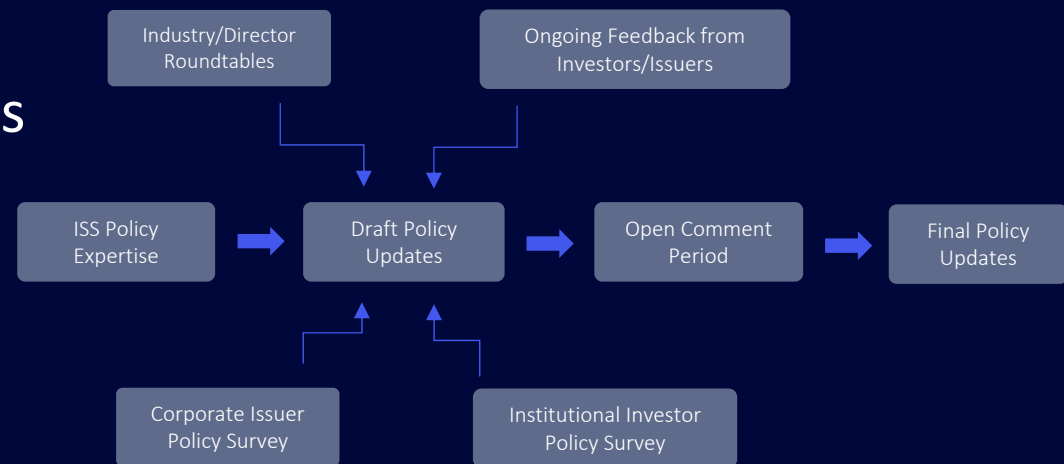 Industry/Director
Roundtables
Ongoing Feedback from
Investors/Issuers
s
ISS Policy
Expertise
Draft Policy
Updates
Open Comment
Period
Final Policy
Updates
Corporate Issuer
Policy Survey
Institutional Investor
Policy Survey